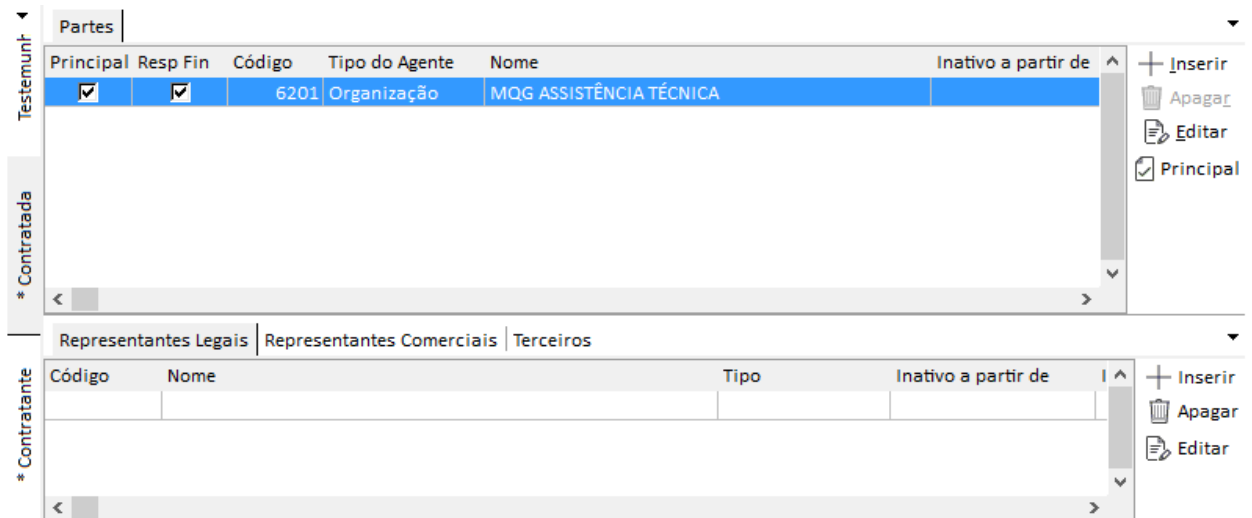 Partes
Principal Resp Fin Código Tipo do Agente Nome Inativo a partir de
6201 Organização MQG ASSISTÊNCIA TÉCNICA
Inserir
Apagar
Editar
Principal
Testemunh
* Contratada
* Contratante
Representantes Legais Representantes Comerciais Terceiros
Código Nome Tipo Inativo a partir de I
Inserir
Apagar
Editar